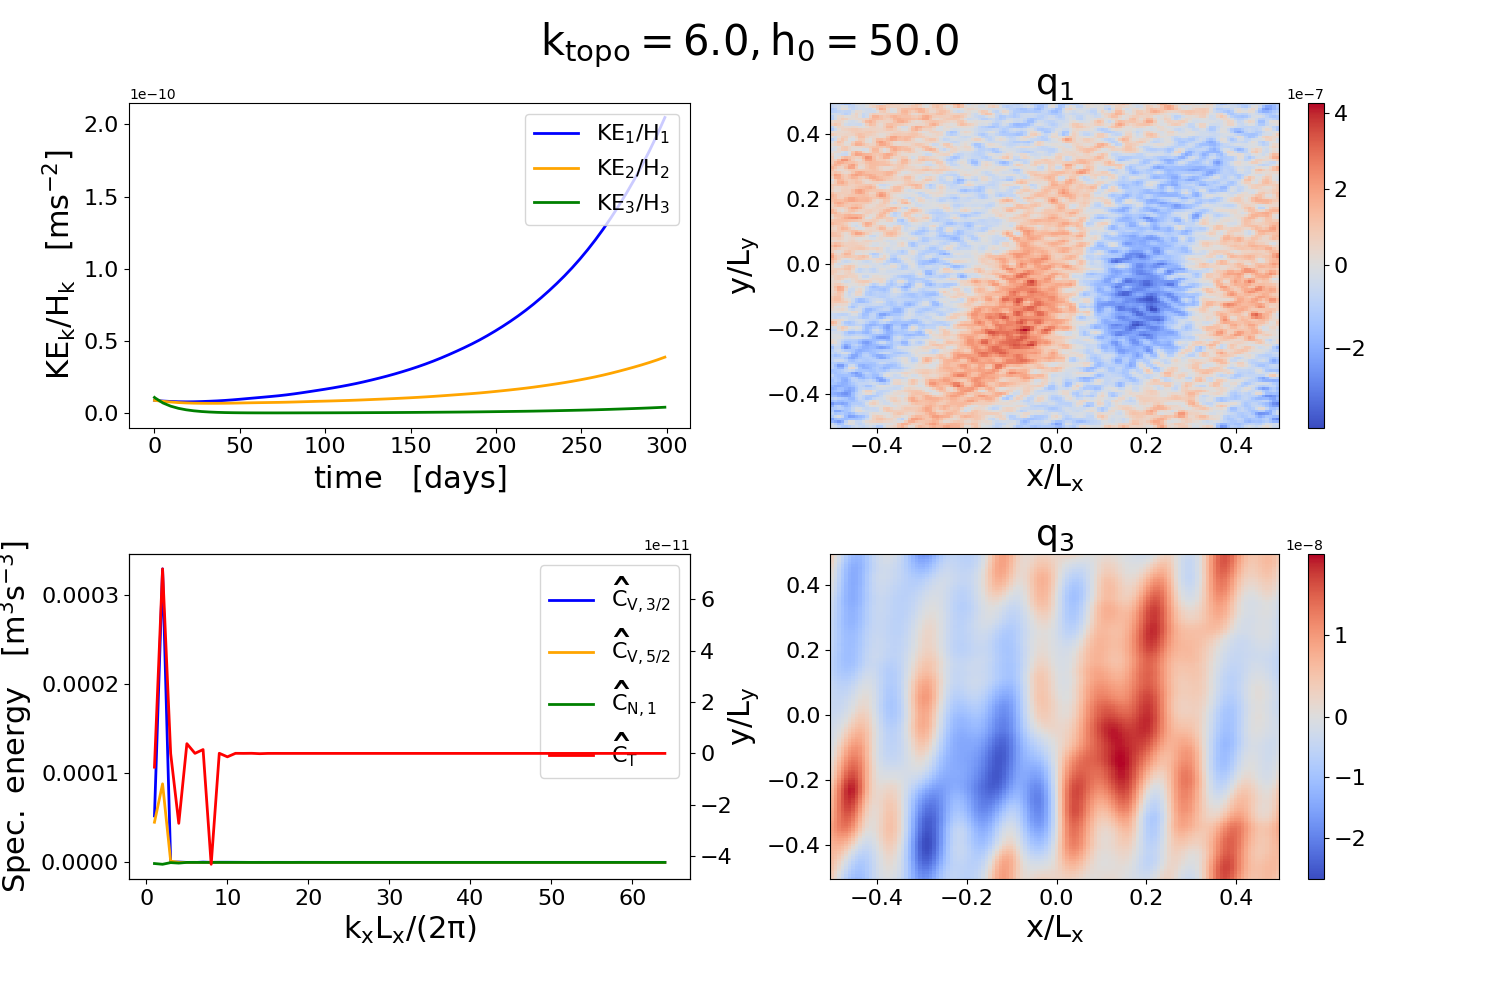 k_topo = 6.0, h_0 = 50.0
1e−10
2.0
1.5
1.0
0.5
0.0
KE_k/H_k [ms^−2]
KE_1/H_1
KE_2/H_2
KE_3/H_3
0 50 100 150 200 250 300
time [days]
q_1
1e−7
0.4
0.2
0.0
−0.2
−0.4
y/L_y
−0.4 −0.2 0.0 0.2 0.4
x/L_x
4
2
0
−2
1e−11
0.0003
0.0002
0.0001
0.0000
Spec. energy [m^3s^−3]
Ĉ_V,3/2
Ĉ_V,5/2
Ĉ_N,1
Ĉ_T
6
4
2
0
−2
−4
0 10 20 30 40 50 60
k_xL_x/(2π)
q_3
1e−8
0.4
0.2
0.0
−0.2
−0.4
y/L_y
−0.4 −0.2 0.0 0.2 0.4
x/L_x
1
0
−1
−2